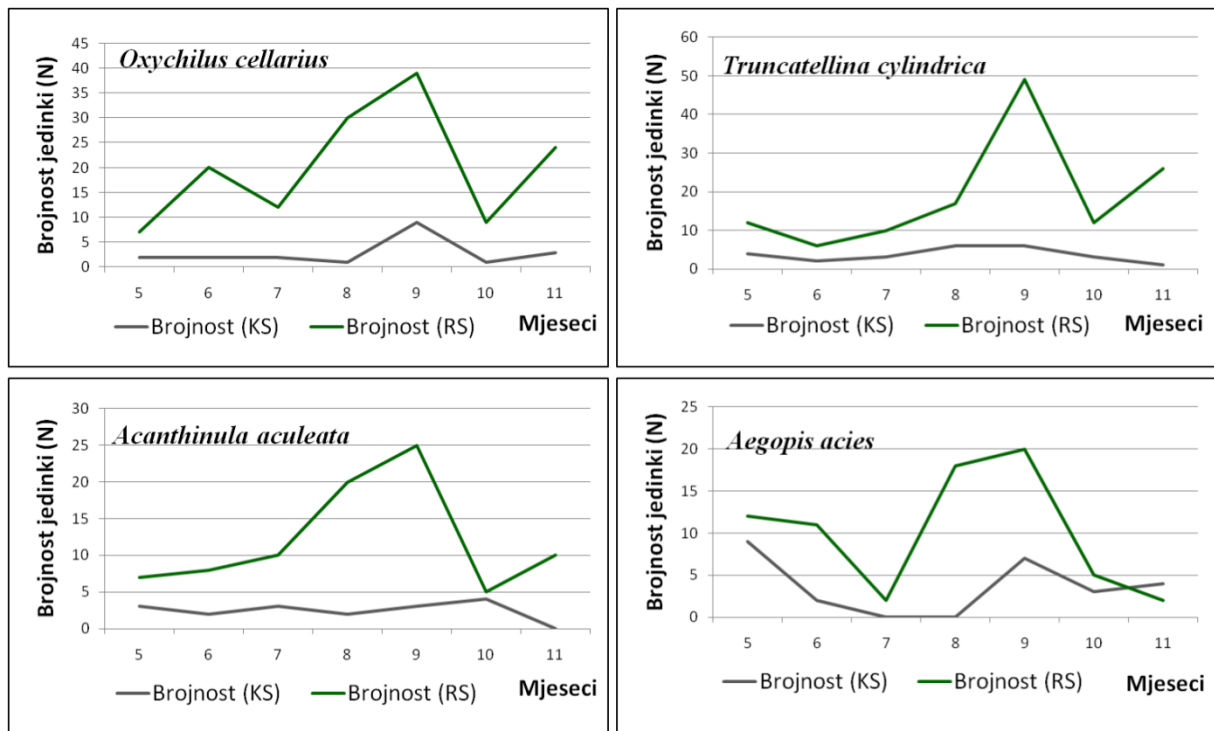 Oxychilus cellarius
Brojnost jedinki (N)
45
40
35
30
25
20
15
10
5
0
5 6 7 8 9 10 11
Brojnost (KS) Brojnost (RS) Mjeseci
Truncatellina cylindrica
Brojnost jedinki (N)
60
50
40
30
20
10
0
5 6 7 8 9 10 11
Brojnost (KS) Brojnost (RS) Mjeseci
Acanthinula aculeata
Brojnost jedinki (N)
30
25
20
15
10
5
0
5 6 7 8 9 10 11
Brojnost (KS) Brojnost (RS) Mjeseci
Aegopis acies
Brojnost jedinki (N)
25
20
15
10
5
0
5 6 7 8 9 10 11
Brojnost (KS) Brojnost (RS) Mjeseci